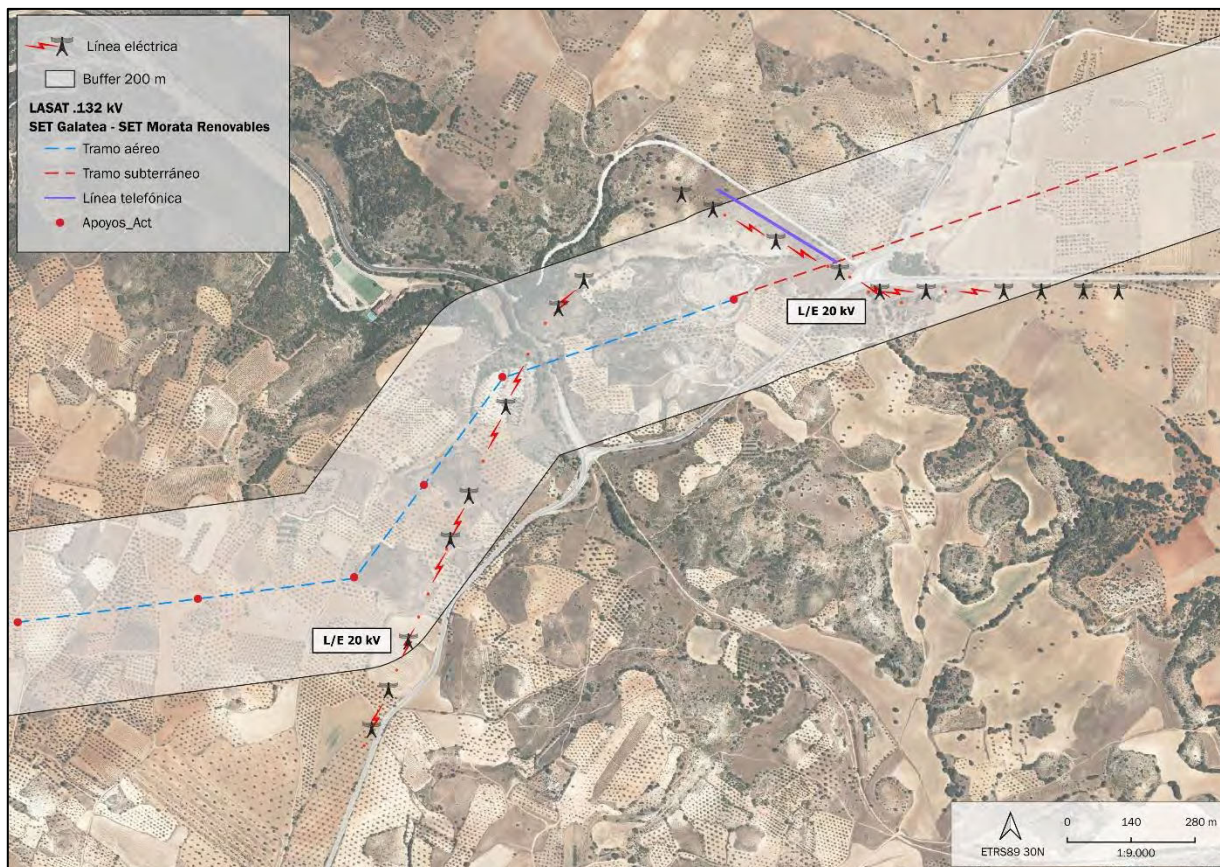 Línea eléctrica
Buffer 200 m
LASAT .132 kV
SET Galatea - SET Morata Renovables
Tramo aéreo
Tramo subterráneo
Línea telefónica
Apoyos_Act
L/E 20 kV
L/E 20 kV
ETRS89 30N
0 140 280 m
1:9.000